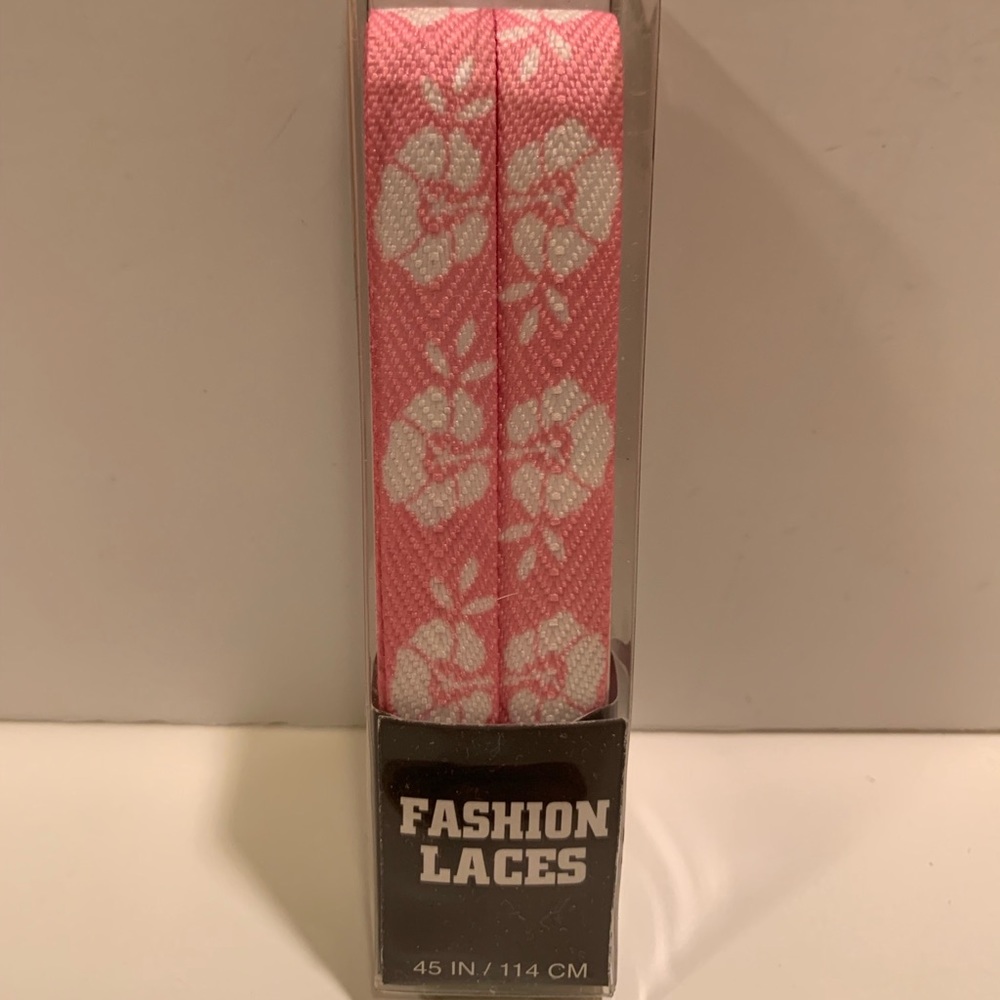 FASHION
LACES
45 IN / 114 CM